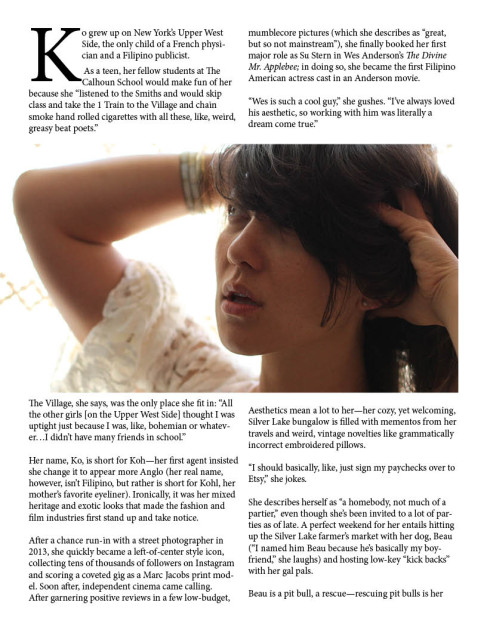 Ko grew up on New York's Upper West
Side, the only child of a French physi-
cian and a Filipino publicist.
As a teen, her fellow students at The
Calhoun School would make fun of her
because she “listened to the Smiths and would skip
class and take the 1 Train to the Village and chain
smoke hand rolled cigarettes with all these, like, weird,
greasy beat poets.”
The Village, she says, was the only place she fit in: “All
the other girls [on the Upper West Side] thought I was
uptight just because I was, like, bohemian or whatev-
er…I didn't have many friends in school.”
Her name, Ko, is short for Koh—her first agent insisted
she change it to appear more Anglo (her real name,
however, isn't Filipino, but rather is short for Kohl, her
mother's favorite eyeliner). Ironically, it was her mixed
heritage and exotic looks that made the fashion and
film industries first stand up and take notice.
After a chance run-in with a street photographer in
2013, she quickly became a left-of-center style icon,
collecting tens of thousands of followers on Instagram
and scoring a coveted gig as a Marc Jacobs print mod-
el. Soon after, independent cinema came calling.
After garnering positive reviews in a few low-budget,
mumblecore pictures (which she describes as “great,
but so not mainstream”), she finally booked her first
major role as Su Stern in Wes Anderson's The Divine
Mr. Applebee; in doing so, she became the first Filipino
American actress cast in an Anderson movie.
“Wes is such a cool guy,” she gushes. “I've always loved
his aesthetic, so working with him was literally a
dream come true.”
Aesthetics mean a lot to her—her cozy, yet welcoming,
Silver Lake bungalow is filled with mementos from her
travels and weird, vintage novelties like grammatically
incorrect embroidered pillows.
“I should basically, like, just sign my paychecks over to
Etsy,” she jokes.
She describes herself as “a homebody, not much of a
partier,” even though she's been invited to a lot of par-
ties as of late. A perfect weekend for her entails hitting
up the Silver Lake farmer's market with her dog, Beau
(“I named him Beau because he's basically my boy-
friend,” she laughs) and hosting low-key “kick backs”
with her gal pals.
Beau is a pit bull, a rescue—rescuing pit bulls is her